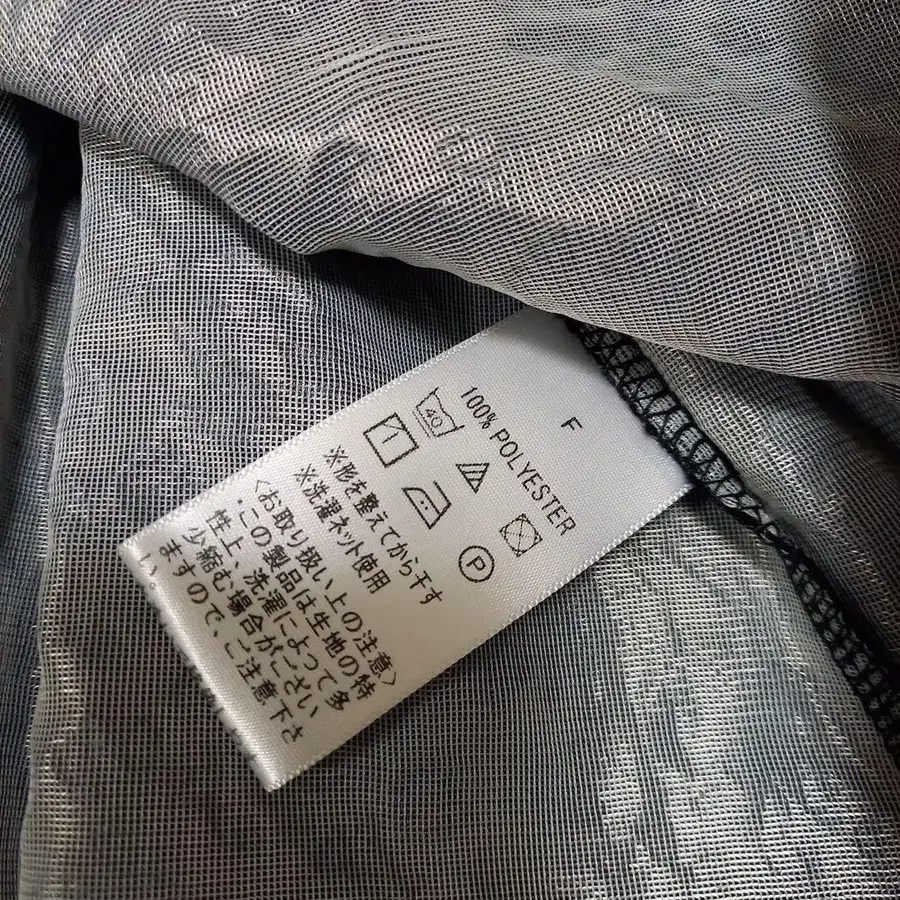 F
100% POLYESTER
40
P
※形を整えてから干す
※洗濯ネット使用
<お取り扱い上の注意>
・この製品は生地の特
性上、洗濯によって多
少縮む場合がござい
ますので、ご注意下さ
い。